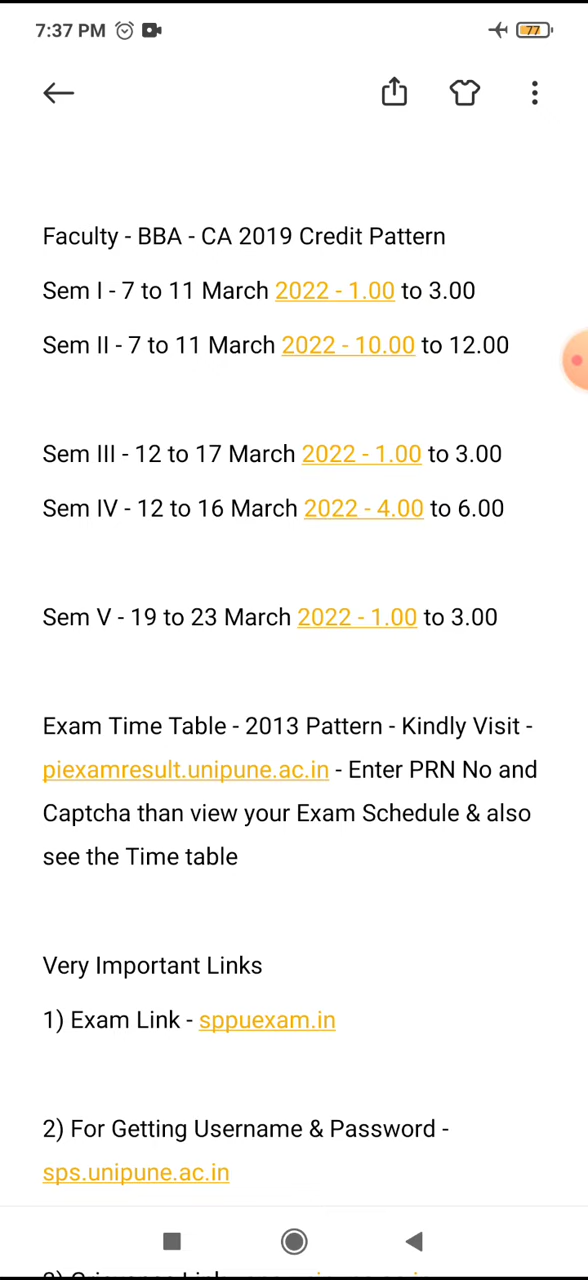 7:37 PM
77
Faculty - BBA - CA 2019 Credit Pattern
Sem I - 7 to 11 March 2022 - 1.00 to 3.00
Sem II - 7 to 11 March 2022 - 10.00 to 12.00
Sem III - 12 to 17 March 2022 - 1.00 to 3.00
Sem IV - 12 to 16 March 2022 - 4.00 to 6.00
Sem V - 19 to 23 March 2022 - 1.00 to 3.00
Exam Time Table - 2013 Pattern - Kindly Visit -
piexamresult.unipune.ac.in - Enter PRN No and
Captcha than view your Exam Schedule & also
see the Time table
Very Important Links
1) Exam Link - sppuexam.in
2) For Getting Username & Password -
sps.unipune.ac.in